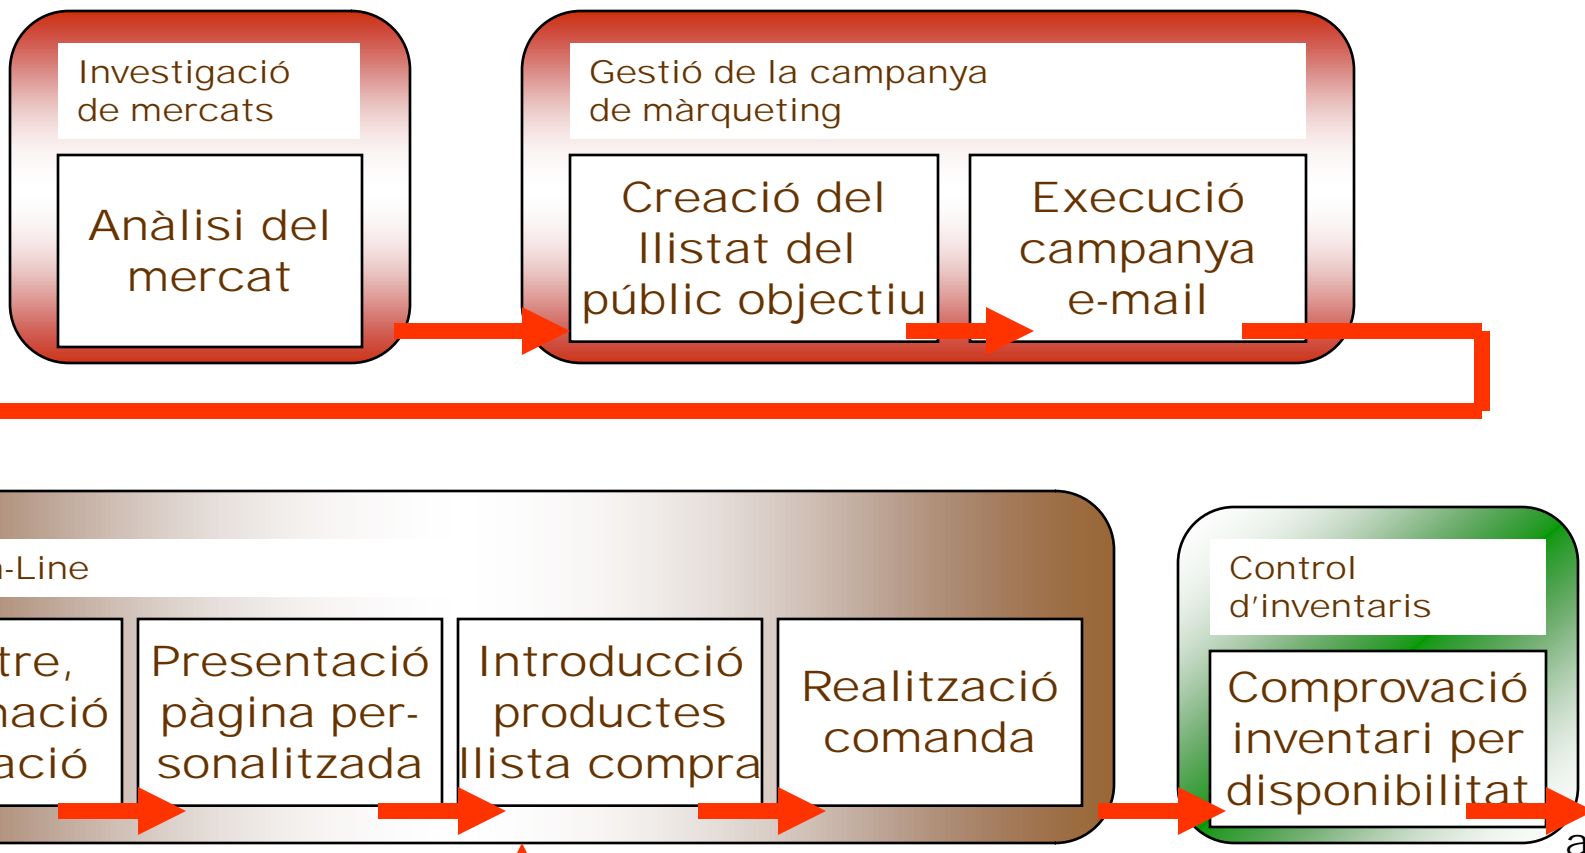 Investigació
de mercats
Gestió de la campanya
de màrqueting
Anàlisi del
mercat
Creació del
llistat del
públic objectiu
Execució
campanya
e-mail
-Line
Control
d'inventaris
tre,
Presentació
pàgina per-
sonalitzada
Introducció
productes
llista compra
Realització
comanda
Comprovació
inventari per
disponibilitat